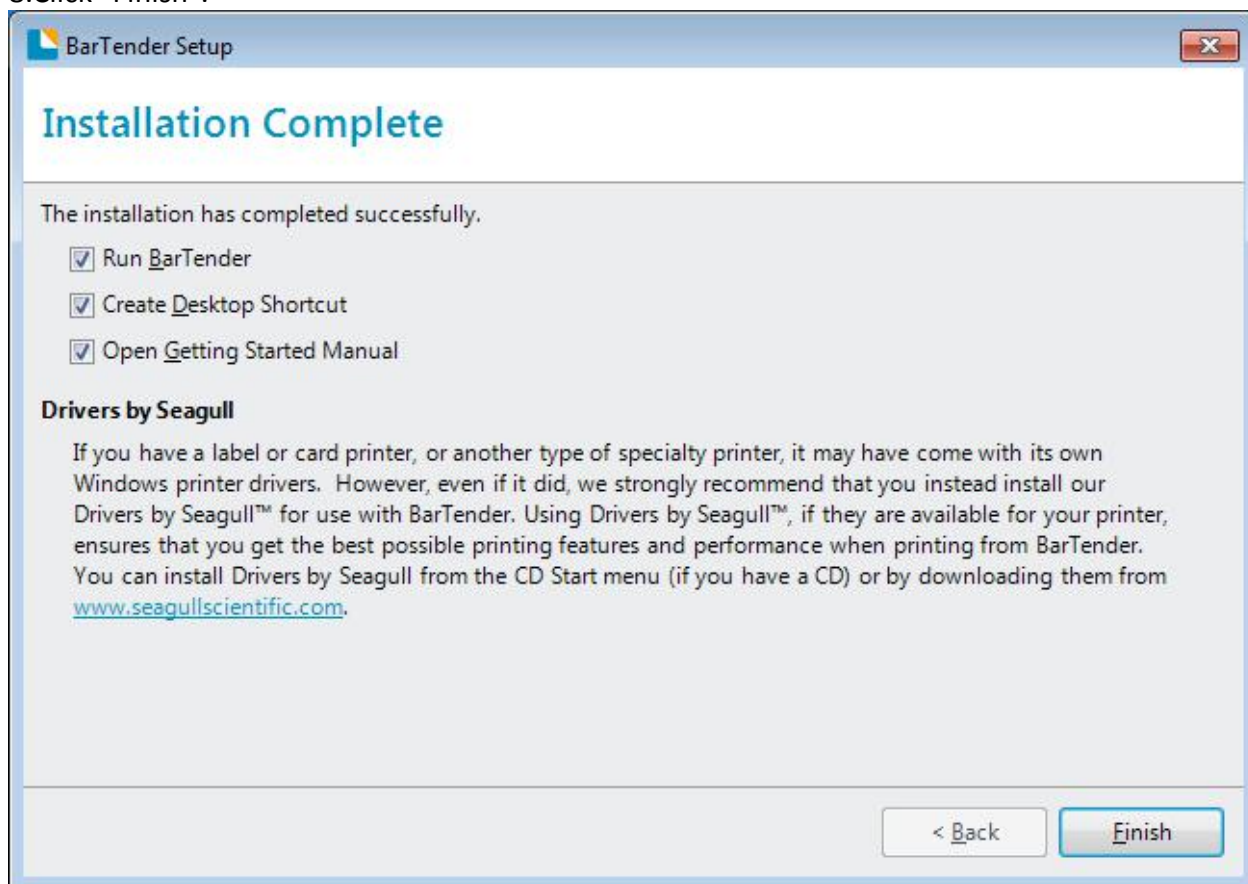 Click "Finish".
BarTender Setup
Installation Complete
The installation has completed successfully.
Run BarTender
Create Desktop Shortcut
Open Getting Started Manual
Drivers by Seagull
If you have a label or card printer, or another type of specialty printer, it may have come with its own
Windows printer drivers.  However, even if it did, we strongly recommend that you instead install our
Drivers by Seagull™ for use with BarTender. Using Drivers by Seagull™, if they are available for your printer,
ensures that you get the best possible printing features and performance when printing from BarTender.
You can install Drivers by Seagull from the CD Start menu (if you have a CD) or by downloading them from
www.seagullscientific.com.
< Back Finish